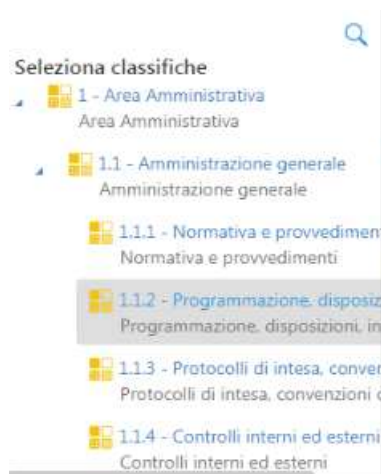 Seleziona classifiche
1 - Area Amministrativa
Area Amministrativa
1.1 - Amministrazione generale
Amministrazione generale
1.1.1 - Normativa e provvediment
Normativa e provvedimenti
1.1.2 - Programmazione, disposiz
Programmazione, disposizioni, in
1.1.3 - Protocolli di intesa, conven
Protocolli di intesa, convenzioni
1.1.4 - Controlli interni ed esterni
Controlli interni ed esterni